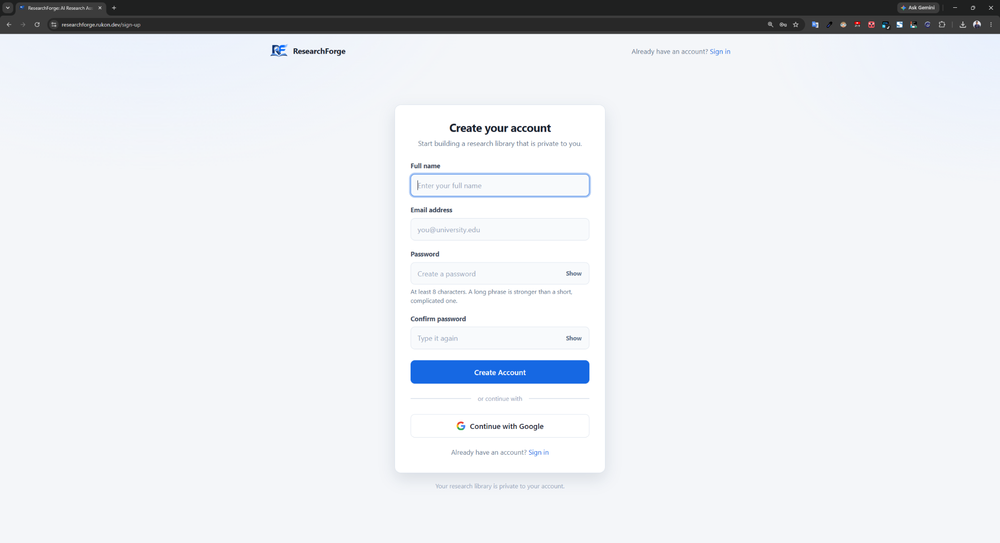 ResearchForge: AI Research Ass
Ask Gemini
researchforge.rukon.dev/sign-up
ResearchForge
Already have an account? Sign in
Create your account
Start building a research library that is private to you.
Full name
Enter your full name
Email address
you@university.edu
Password
Create a password
Show
At least 8 characters. A long phrase is stronger than a short,
complicated one.
Confirm password
Type it again
Show
Create Account
or continue with
Continue with Google
Already have an account? Sign in
Your research library is private to your account.